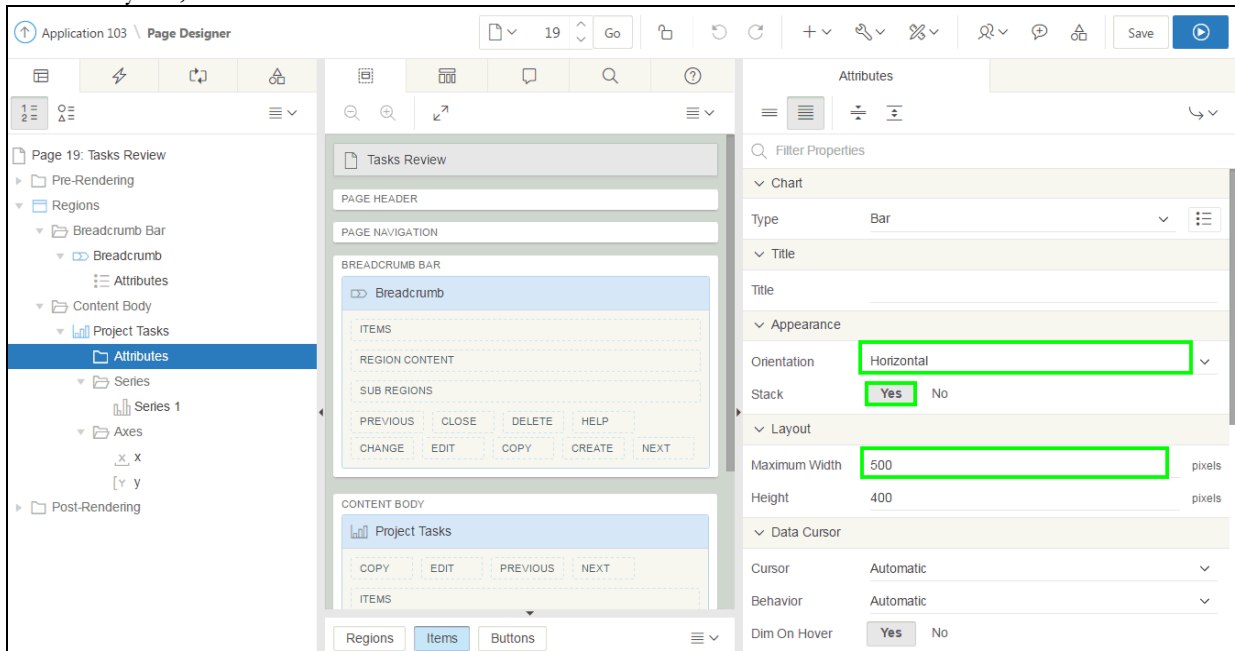 Application 103 \ Page Designer
19
Go
Save
Page 19: Tasks Review
Pre-Rendering
Regions
Breadcrumb Bar
Breadcrumb
Attributes
Content Body
Project Tasks
Attributes
Series
Series 1
Axes
x
y
Post-Rendering
Tasks Review
PAGE HEADER
PAGE NAVIGATION
BREADCRUMB BAR
Breadcrumb
ITEMS
REGION CONTENT
SUB REGIONS
PREVIOUS CLOSE DELETE HELP
CHANGE EDIT COPY CREATE NEXT
CONTENT BODY
Project Tasks
COPY EDIT PREVIOUS NEXT
ITEMS
Regions Items Buttons
Attributes
Filter Properties
Chart
Type Bar
Title
Title
Appearance
Orientation Horizontal
Stack Yes No
Layout
Maximum Width 500 pixels
Height 400 pixels
Data Cursor
Cursor Automatic
Behavior Automatic
Dim On Hover Yes No